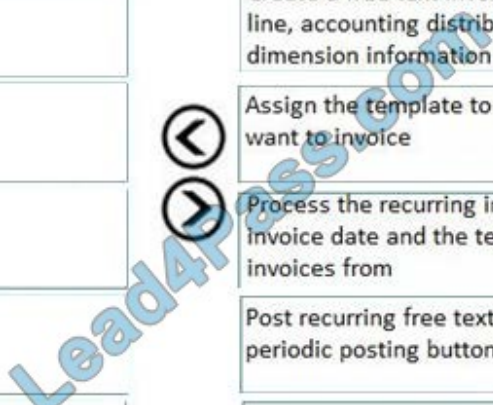 line, accounting distrib
dimension information
Assign the template to
want to invoice
Process the recurring in
invoice date and the te
invoices from
Post recurring free text
periodic posting button
Lead4Pass.com